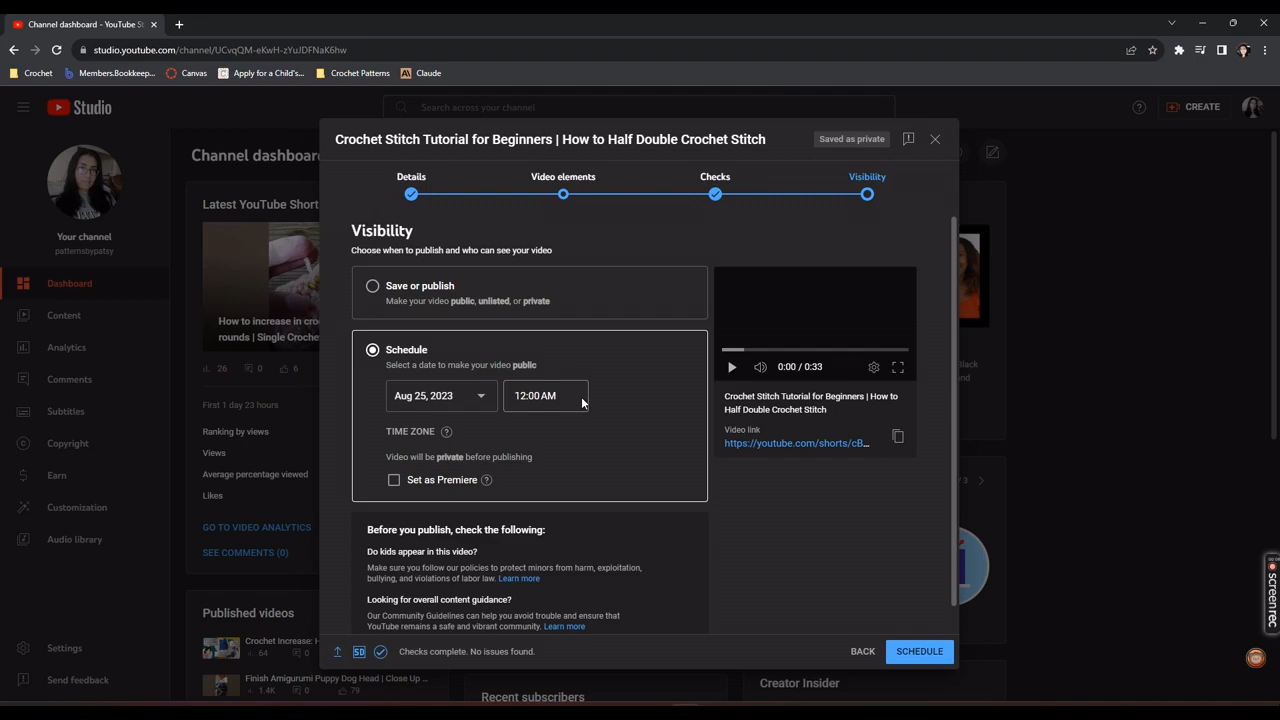 Channel dashboard - YouTube S
studio.youtube.com/channel/UCvqQM-eKwH-zYuJDFNaK6hw
Crochet
Members.Bookkeep...
Canvas
Apply for a Child's...
Crochet Patterns
Claude
Studio
Search across your channel
CREATE
Channel dashboard
Your channel
patternsbypatsy
Dashboard
Content
Analytics
Comments
Subtitles
Copyright
Earn
Customization
Audio library
Settings
Send feedback
Latest YouTube Short
How to increase in cro
rounds | Single Croche
26 0 6
First 1 day 23 hours
Ranking by views
Views
Average percentage viewed
Likes
GO TO VIDEO ANALYTICS
SEE COMMENTS (0)
Published videos
Crochet Increase: H
64 0
Finish Amigurumi Puppy Dog Head | Close Up ...
1.4K 0 79
Crochet Stitch Tutorial for Beginners | How to Half Double Crochet Stitch
Saved as private
Details
Video elements
Checks
Visibility
Visibility
Choose when to publish and who can see your video
Save or publish
Make your video public, unlisted, or private
Schedule
Select a date to make your video public
Aug 25, 2023
12:00 AM
TIME ZONE
Video will be private before publishing
Set as Premiere
Before you publish, check the following:
Do kids appear in this video?
Make sure you follow our policies to protect minors from harm, exploitation,
bullying, and violations of labor law. Learn more
Looking for overall content guidance?
Our Community Guidelines can help you avoid trouble and ensure that
YouTube remains a safe and vibrant community. Learn more
0:00 / 0:33
Crochet Stitch Tutorial for Beginners | How to
Half Double Crochet Stitch
Video link
https://youtube.com/shorts/cB...
SD
Checks complete. No issues found.
BACK
SCHEDULE
Recent subscribers
Creator Insider
/ 3
screenrec